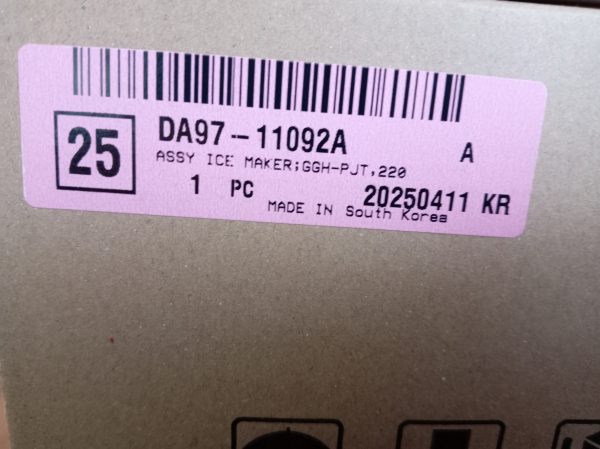 25
DA97-11092A A
ASSY ICE MAKER;GGH-PJT,220
1 PC 20250411 KR
MADE IN South Korea